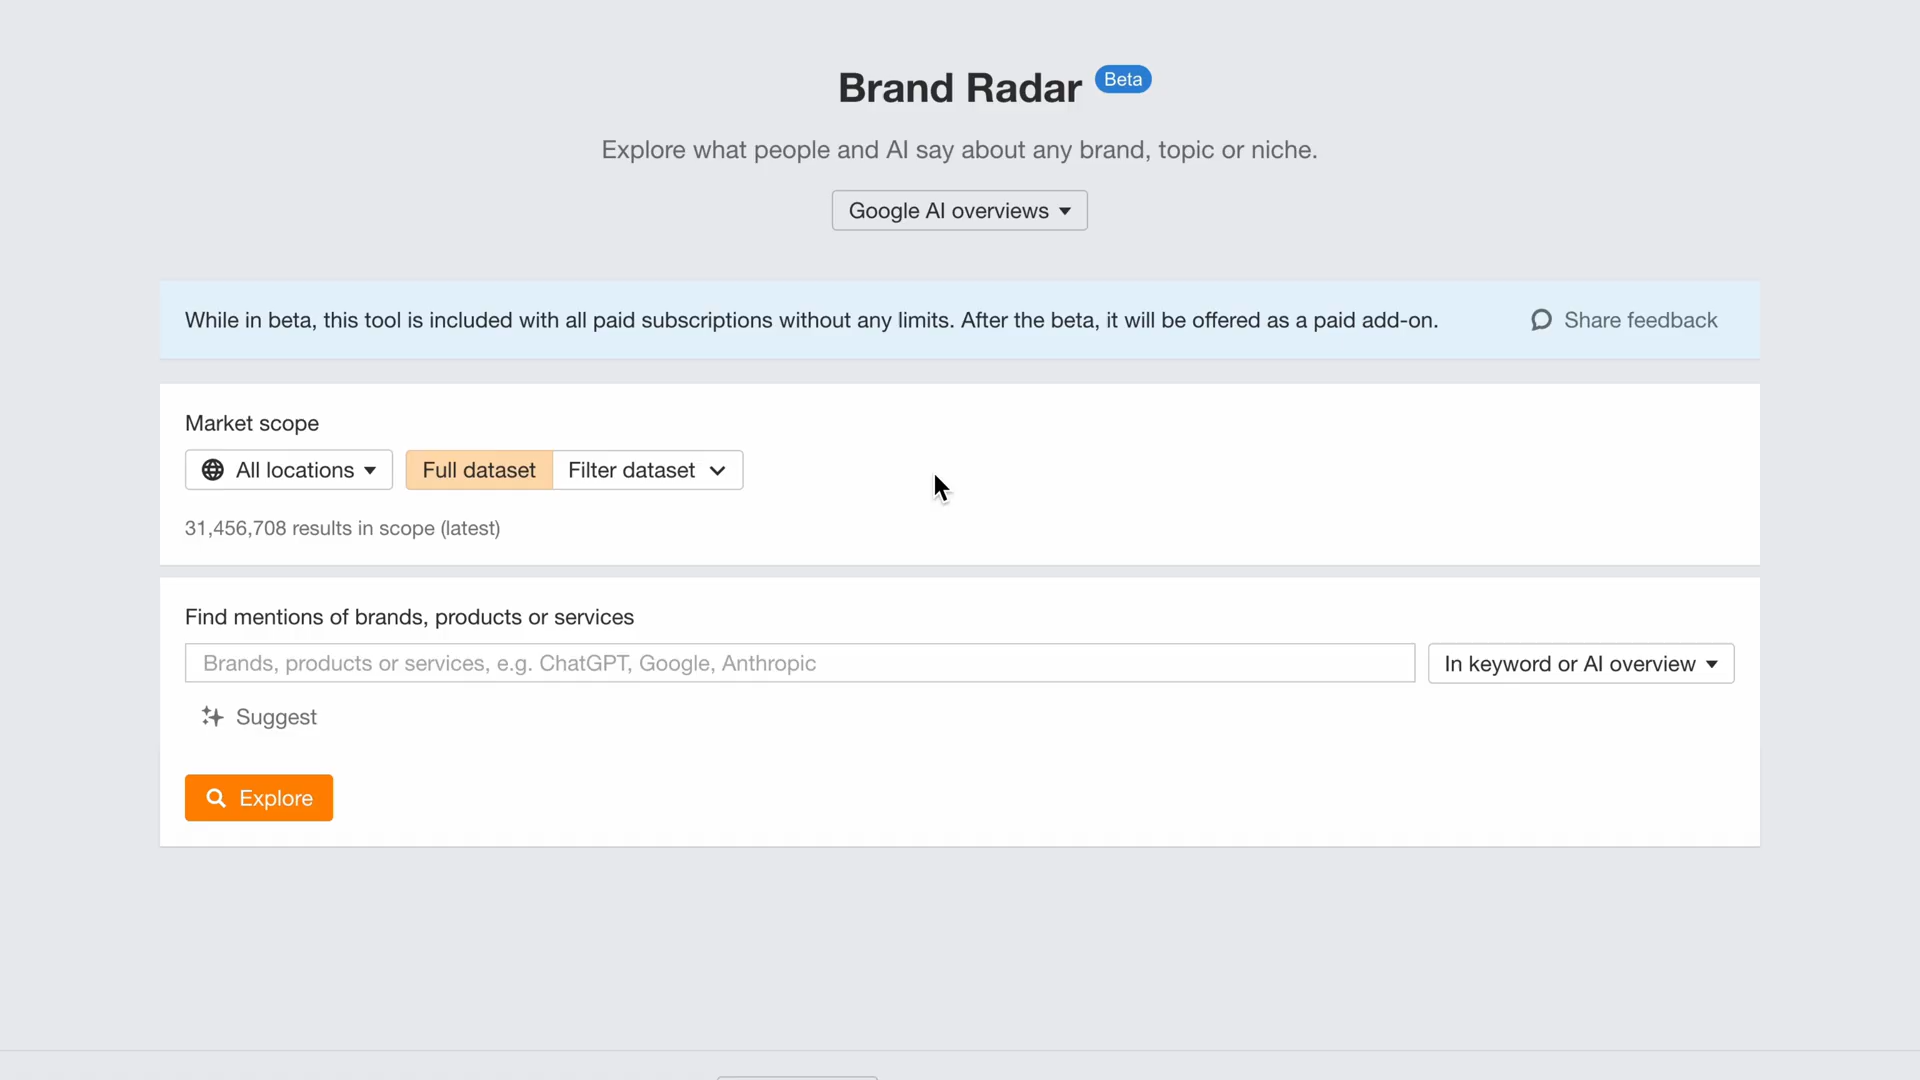 Brand Radar Beta
Explore what people and AI say about any brand, topic or niche.
Google AI overviews
While in beta, this tool is included with all paid subscriptions without any limits. After the beta, it will be offered as a paid add-on. Share feedback
Market scope
All locations Full dataset Filter dataset
31,456,708 results in scope (latest)
Find mentions of brands, products or services
Brands, products or services, e.g. ChatGPT, Google, Anthropic In keyword or AI overview
Suggest
Explore